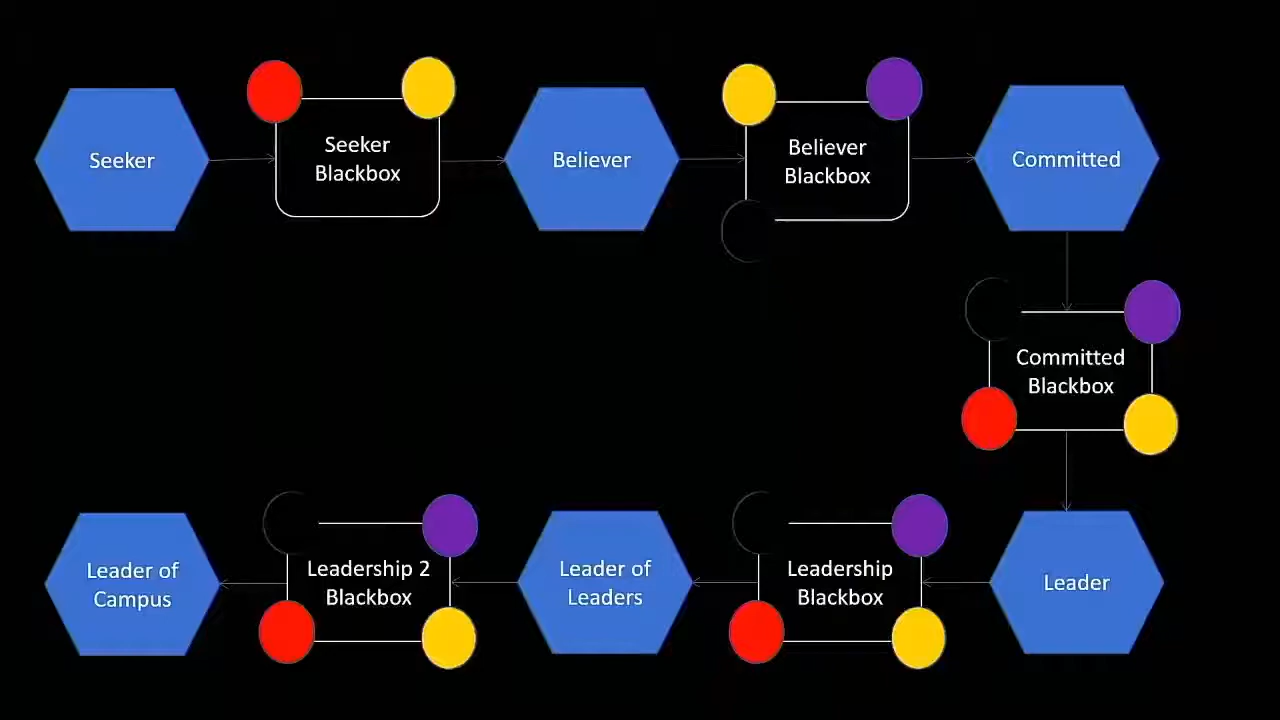 Seeker
Seeker
Blackbox
Believer
Believer
Blackbox
Committed
Committed
Blackbox
Leader
Leadership
Blackbox
Leader of
Leaders
Leadership 2
Blackbox
Leader of
Campus